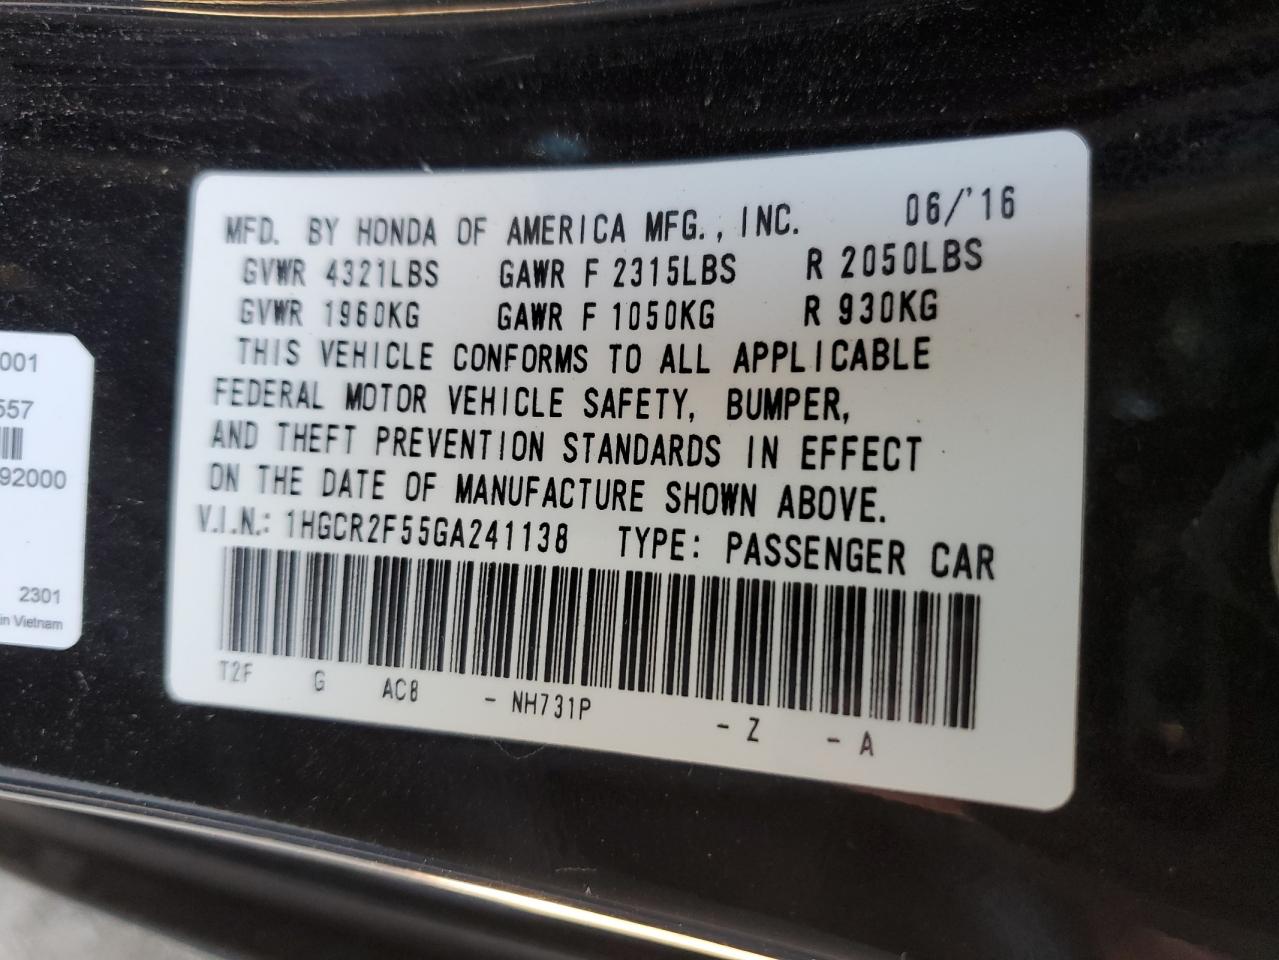 MFD. BY HONDA OF AMERICA MFG., INC. 06/'16
GVWR 4321LBS GAWR F 2315LBS R 2050LBS
GVWR 1960KG GAWR F 1050KG R 930KG
THIS VEHICLE CONFORMS TO ALL APPLICABLE
FEDERAL MOTOR VEHICLE SAFETY, BUMPER,
AND THEFT PREVENTION STANDARDS IN EFFECT
ON THE DATE OF MANUFACTURE SHOWN ABOVE.
V.I.N.: 1HGCR2F55GA241138 TYPE: PASSENGER CAR
T2F G AC8 - NH731P - Z - A
001
557
92000
2301
in Vietnam